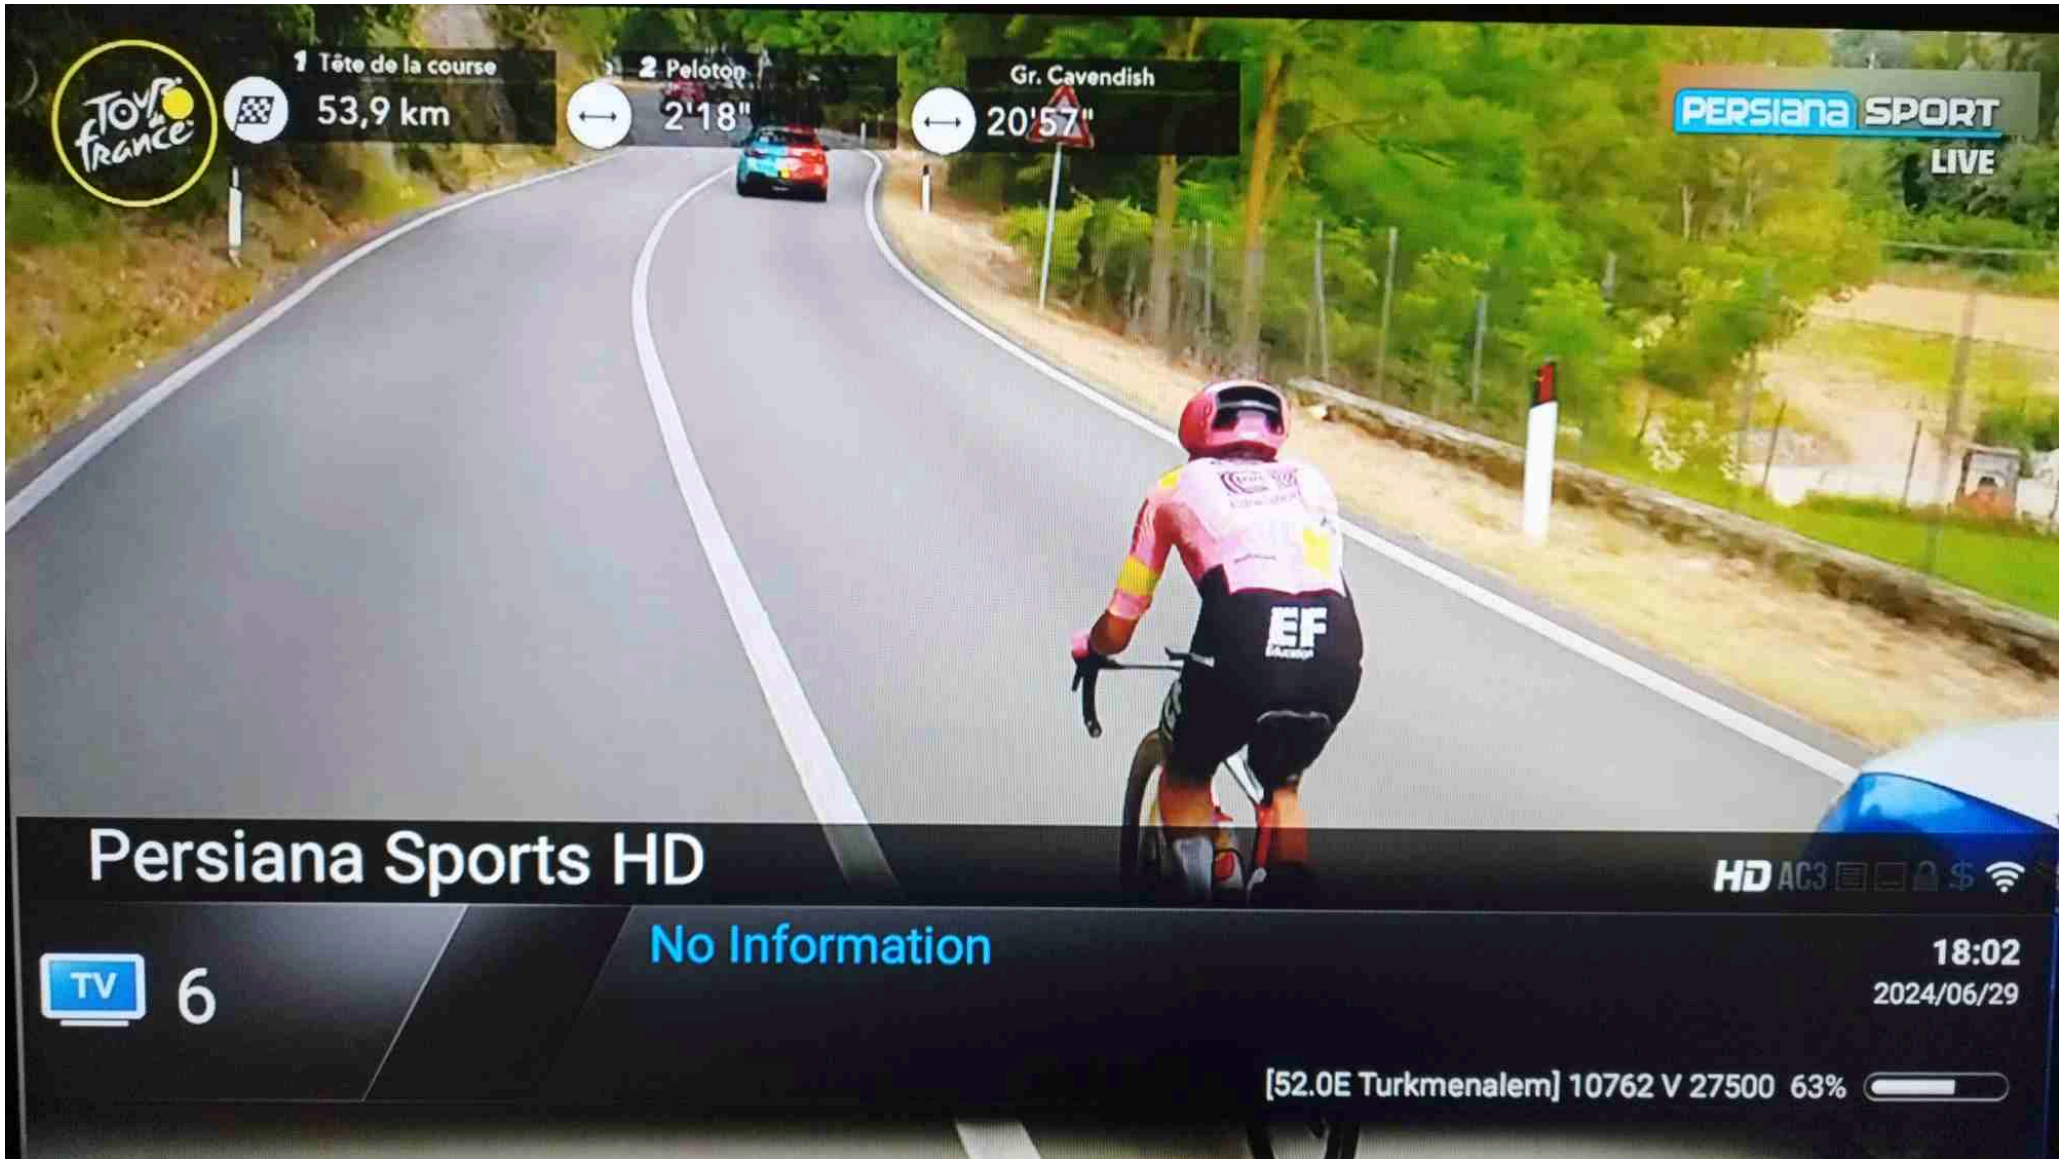 TOUR de FRANCE
1 Tête de la course
53,9 km
2 Peloton
2'18"
Gr. Cavendish
20'57"
PERSIANA SPORT
LIVE
EF
Education
Persiana Sports HD
HD AC3 $
No Information
TV 6
18:02
2024/06/29
[52.0E Turkmenalem] 10762 V 27500 63%